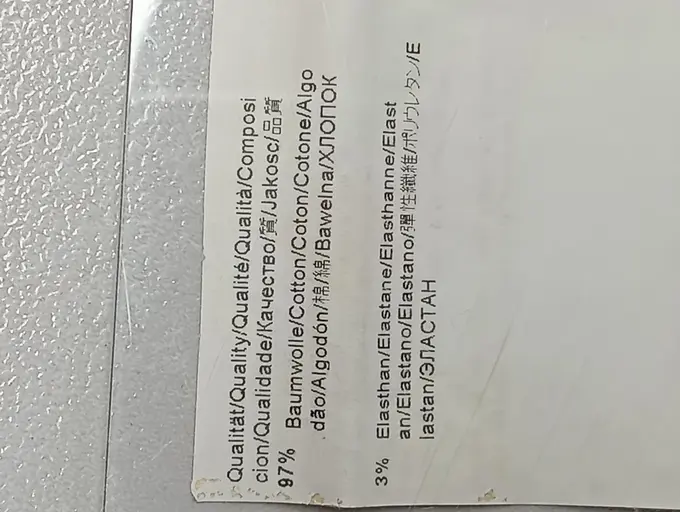 Qualität/Quality/Qualité/Qualità/Composi
cion/Qualidade/Качество/質/Jakosc/品質
97% Baumwolle/Cotton/Coton/Cotone/Algo
dão/Algodón/棉/綿/Bawelna/ХЛОПОК
3% Elasthan/Elastane/Elasthanne/Elast
an/Elastano/Elastano/彈性纖維/ポリウレタン/E
lastan/ЭЛАСТАН